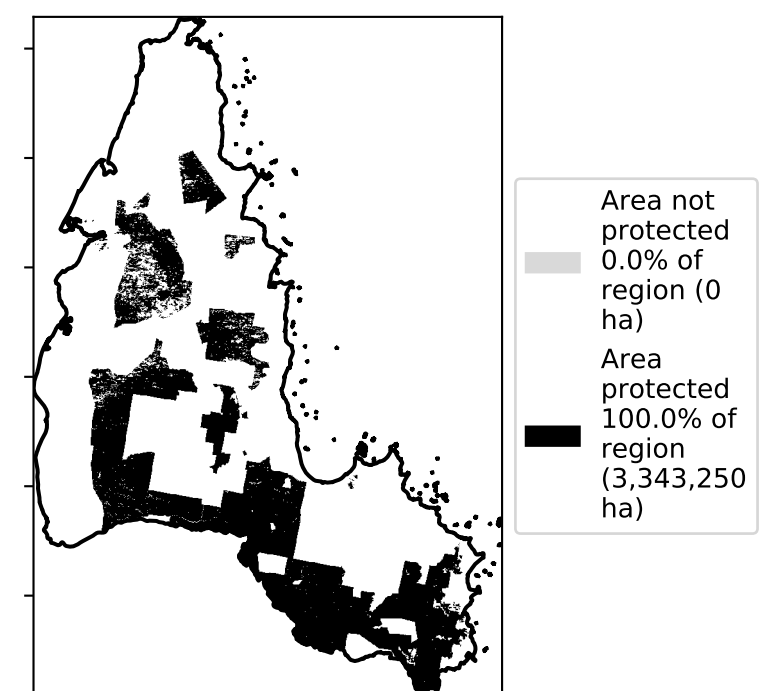 Area not
protected
0.0% of
region (0
ha)
Area
protected
100.0% of
region
(3,343,250
ha)